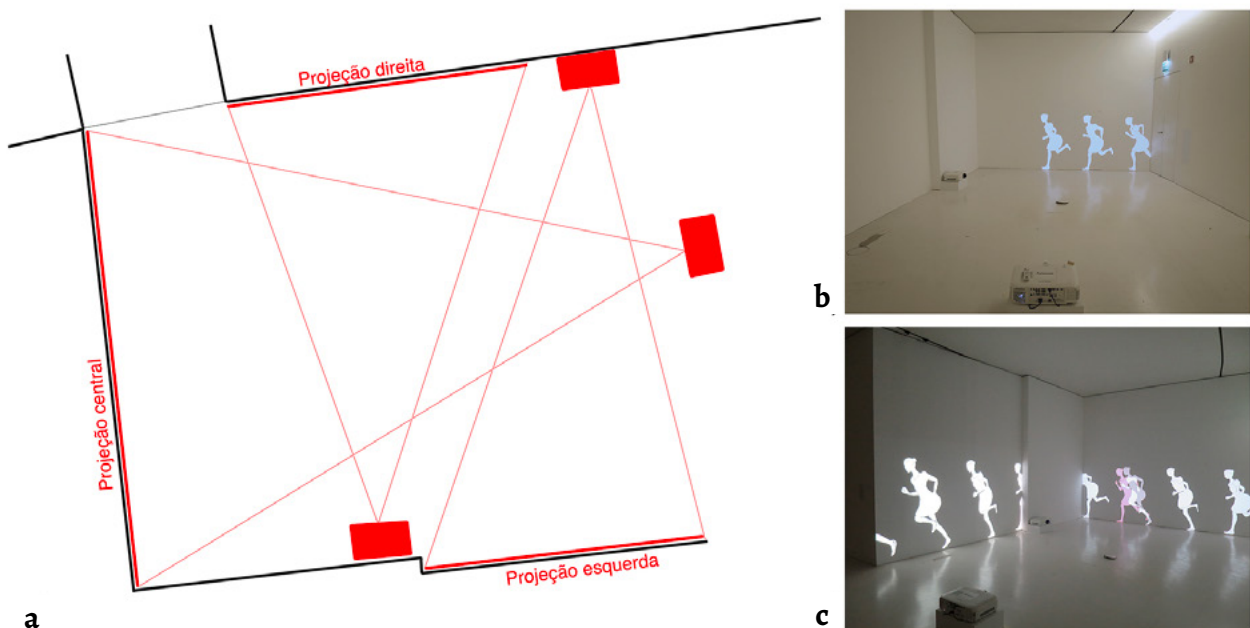 Projeção direita
Projeção central
Projeção esquerda
a
b
c